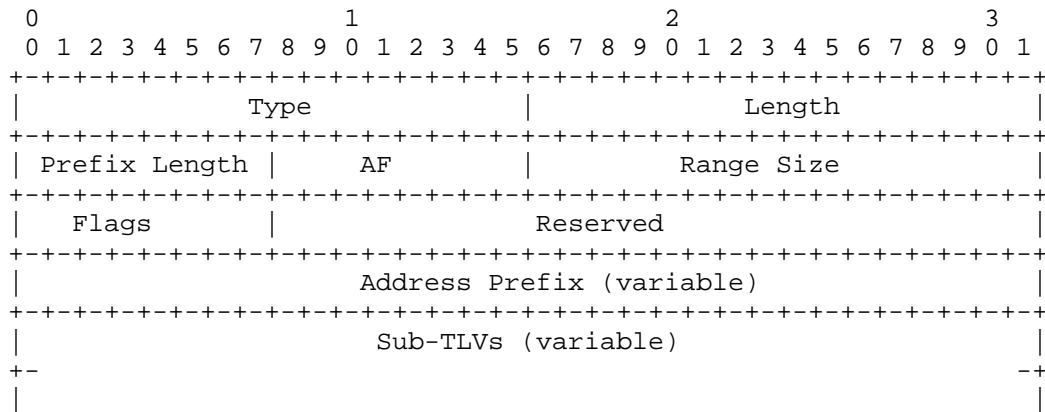 0                   1                   2                   3
 0 1 2 3 4 5 6 7 8 9 0 1 2 3 4 5 6 7 8 9 0 1 2 3 4 5 6 7 8 9 0 1
+-+-+-+-+-+-+-+-+-+-+-+-+-+-+-+-+-+-+-+-+-+-+-+-+-+-+-+-+-+-+-+-+
|              Type             |             Length            |
+-+-+-+-+-+-+-+-+-+-+-+-+-+-+-+-+-+-+-+-+-+-+-+-+-+-+-+-+-+-+-+-+
| Prefix Length |     AF        |         Range Size            |
+-+-+-+-+-+-+-+-+-+-+-+-+-+-+-+-+-+-+-+-+-+-+-+-+-+-+-+-+-+-+-+-+
|   Flags       |                Reserved                       |
+-+-+-+-+-+-+-+-+-+-+-+-+-+-+-+-+-+-+-+-+-+-+-+-+-+-+-+-+-+-+-+-+
|                     Address Prefix (variable)                 |
+-+-+-+-+-+-+-+-+-+-+-+-+-+-+-+-+-+-+-+-+-+-+-+-+-+-+-+-+-+-+-+-+
|                      Sub-TLVs (variable)                      |
+-                                                             -+
|                                                               |